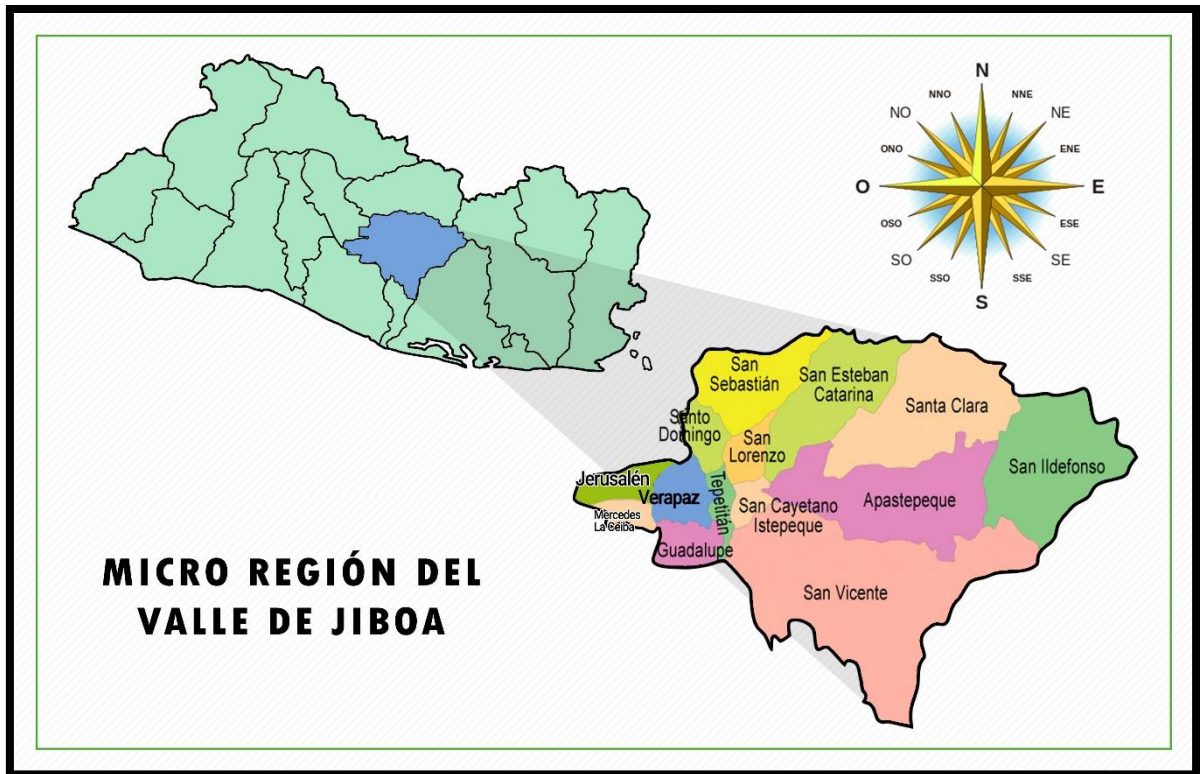 N
NNO
NNE
NO
NE
ONO
ENE
O
E
OSO
ESE
SO
SE
SSO
SSE
S
San
Sebastián
San Esteban
Catarina
Santa Clara
Santo
Domingo
San
Lorenzo
San Ildefonso
Jerusalén
Verapaz
Tepetitán
San Cayetano
Istepeque
Apastepeque
Mercedes
La Ceiba
Guadalupe
San Vicente
MICRO REGIÓN DEL
VALLE DE JIBOA